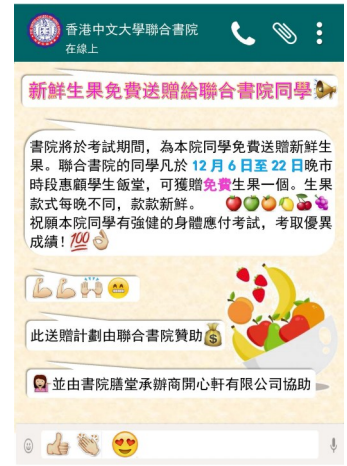 香港中文大學聯合書院
在線上
新鮮生果免費送贈給聯合書院同學
書院將於考試期間，為本院同學免費送贈新鮮生
果。聯合書院的同學凡於 12 月 6 日至 22 日晚市
時段惠顧學生飯堂，可獲贈免費生果一個。生果
款式每晚不同，款款新鮮。
祝願本院同學有強健的身體應付考試，考取優異
成績！💯👌
此送贈計劃由聯合書院贊助
並由書院膳堂承辦商開心軒有限公司協助